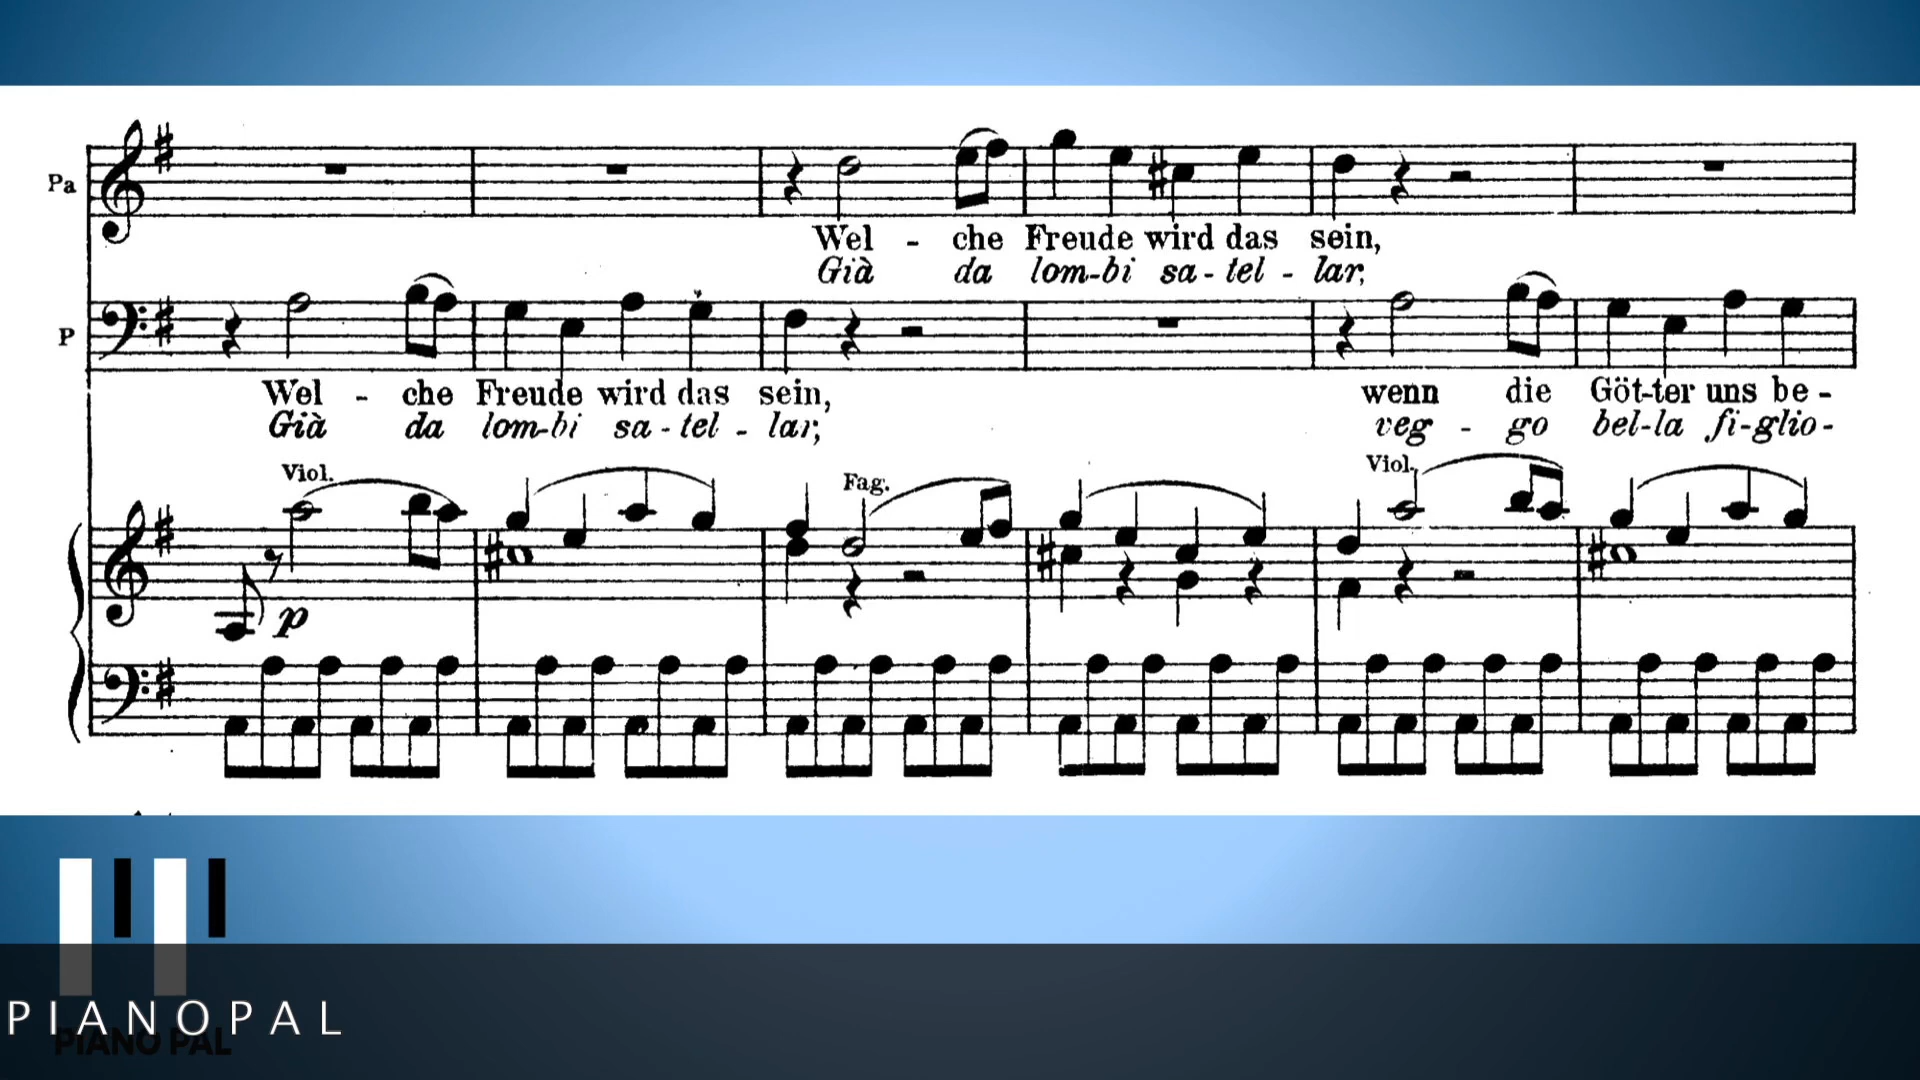 Pa
Wel - che Freude wird das sein,
Già da lom-bi sa-tel-lar,
P
Wel - che Freude wird das sein, wenn die Göt-ter uns be-
Già da lom-bi sa-tel-lar, veg - go bel-la fi-glio-
Viol. Fag. Viol.
p
PIANOPAL
PIANO PAL